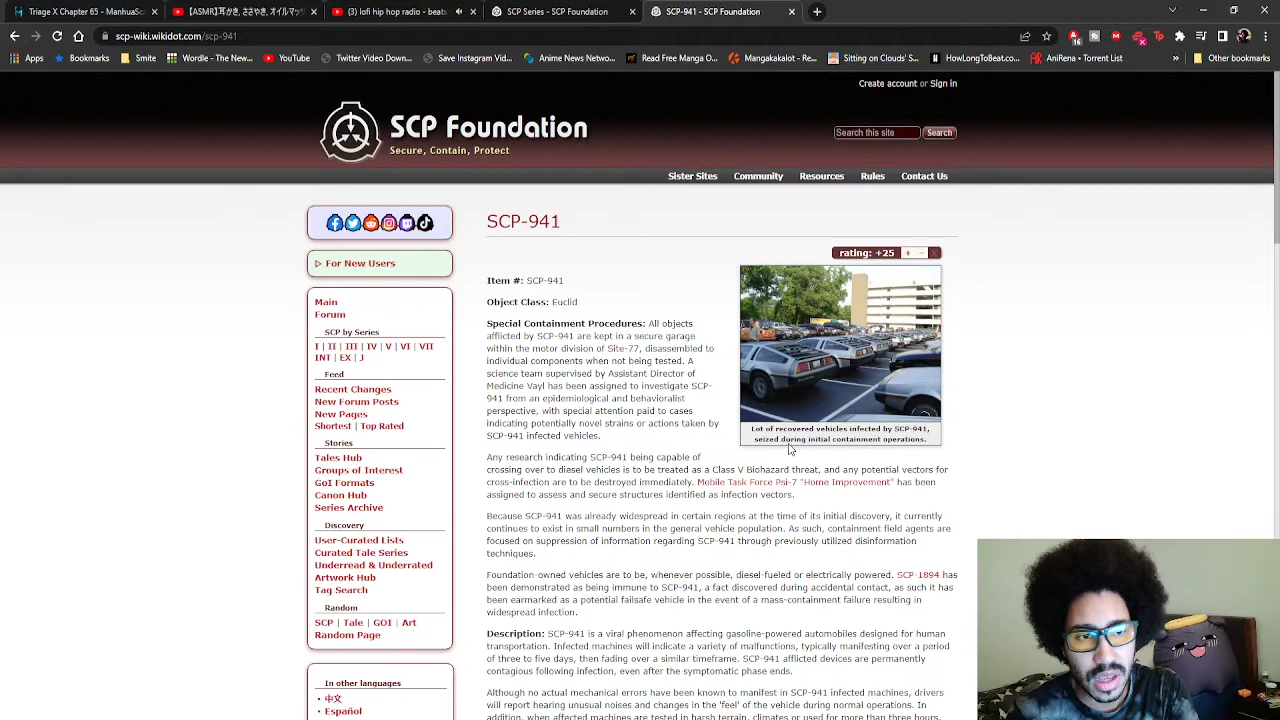 Triage X Chapter 65 - ManhuaSc
【ASMR】耳かき、ささやき、オイルマッ
(3) lofi hip hop radio - beats
SCP Series - SCP Foundation
SCP-941 - SCP Foundation
scp-wiki.wikidot.com/scp-941
16
Apps
Bookmarks
Smite
Wordie - The New...
YouTube
Twitter Video Down...
Save Instagram Vid...
Anime News Netwo...
Read Free Manga O...
Mangakakalot - Re...
Sitting on Clouds' S...
HowLongToBeat.co...
AniRena / Torrent List
»
Other bookmarks
Create account or Sign in
SCP Foundation
Secure, Contain, Protect
Search this site
Search
Sister Sites
Community
Resources
Rules
Contact Us
▷ For New Users
Main
Forum
SCP by Series
I | II | III | IV | V | VI | VII
INT | EX | J
Feed
Recent Changes
New Forum Posts
New Pages
Shortest | Top Rated
Stories
Tales Hub
Groups of Interest
GoI Formats
Canon Hub
Series Archive
Discovery
User-Curated Lists
Curated Tale Series
Underread & Underrated
Artwork Hub
Tag Search
Random
SCP | Tale | GOI | Art
Random Page
In other languages
中文
Español
SCP-941
rating: +25 + − X
Item #: SCP-941
Object Class: Euclid
Special Containment Procedures: All objects
afflicted by SCP-941 are kept in a secure garage
within the motor division of Site-77, disassembled to
individual components when not being tested. A
science team supervised by Assistant Director of
Medicine Vayl has been assigned to investigate SCP-
941 from an epidemiological and behavioralist
perspective, with special attention paid to cases
indicating potentially novel strains or actions taken by
SCP-941 infected vehicles.
Lot of recovered vehicles infected by SCP-941,
seized during initial containment operations.
Any research indicating SCP-941 being capable of
crossing over to diesel vehicles is to be treated as a Class V Biohazard threat, and any potential vectors for
cross-infection are to be destroyed immediately. Mobile Task Force Psi-7 "Home Improvement" has been
assigned to assess and secure structures identified as infection vectors.
Because SCP-941 was already widespread in certain regions at the time of its initial discovery, it currently
continues to exist in small numbers in the general vehicle population. As such, containment field agents are
focused on suppression of information regarding SCP-941 through previously utilized disinformation
techniques.
Foundation-owned vehicles are to be, whenever possible, diesel-fueled or electrically powered. SCP-1894 has
been demonstrated as being immune to SCP-941, a fact discovered during accidental contact, as such it has
been earmarked as a potential failsafe vehicle in the event of a mass-containment failure resulting in
widespread infection.
Description: SCP-941 is a viral phenomenon affecting gasoline-powered automobiles designed for human
transportation. Infected machines will indicate a variety of malfunctions, typically manifesting over a period
of three to five days, then fading over a similar timeframe. SCP-941 afflicted devices are permanently
contagious following infection, even after the symptomatic phase ends.
Although no actual mechanical errors have been known to manifest in SCP-941 infected machines, drivers
will report hearing unusual noises and changes in the 'feel' of the vehicle during normal operations. In
addition, when affected machines are tested in harsh terrain, climates or used for more than three hours,